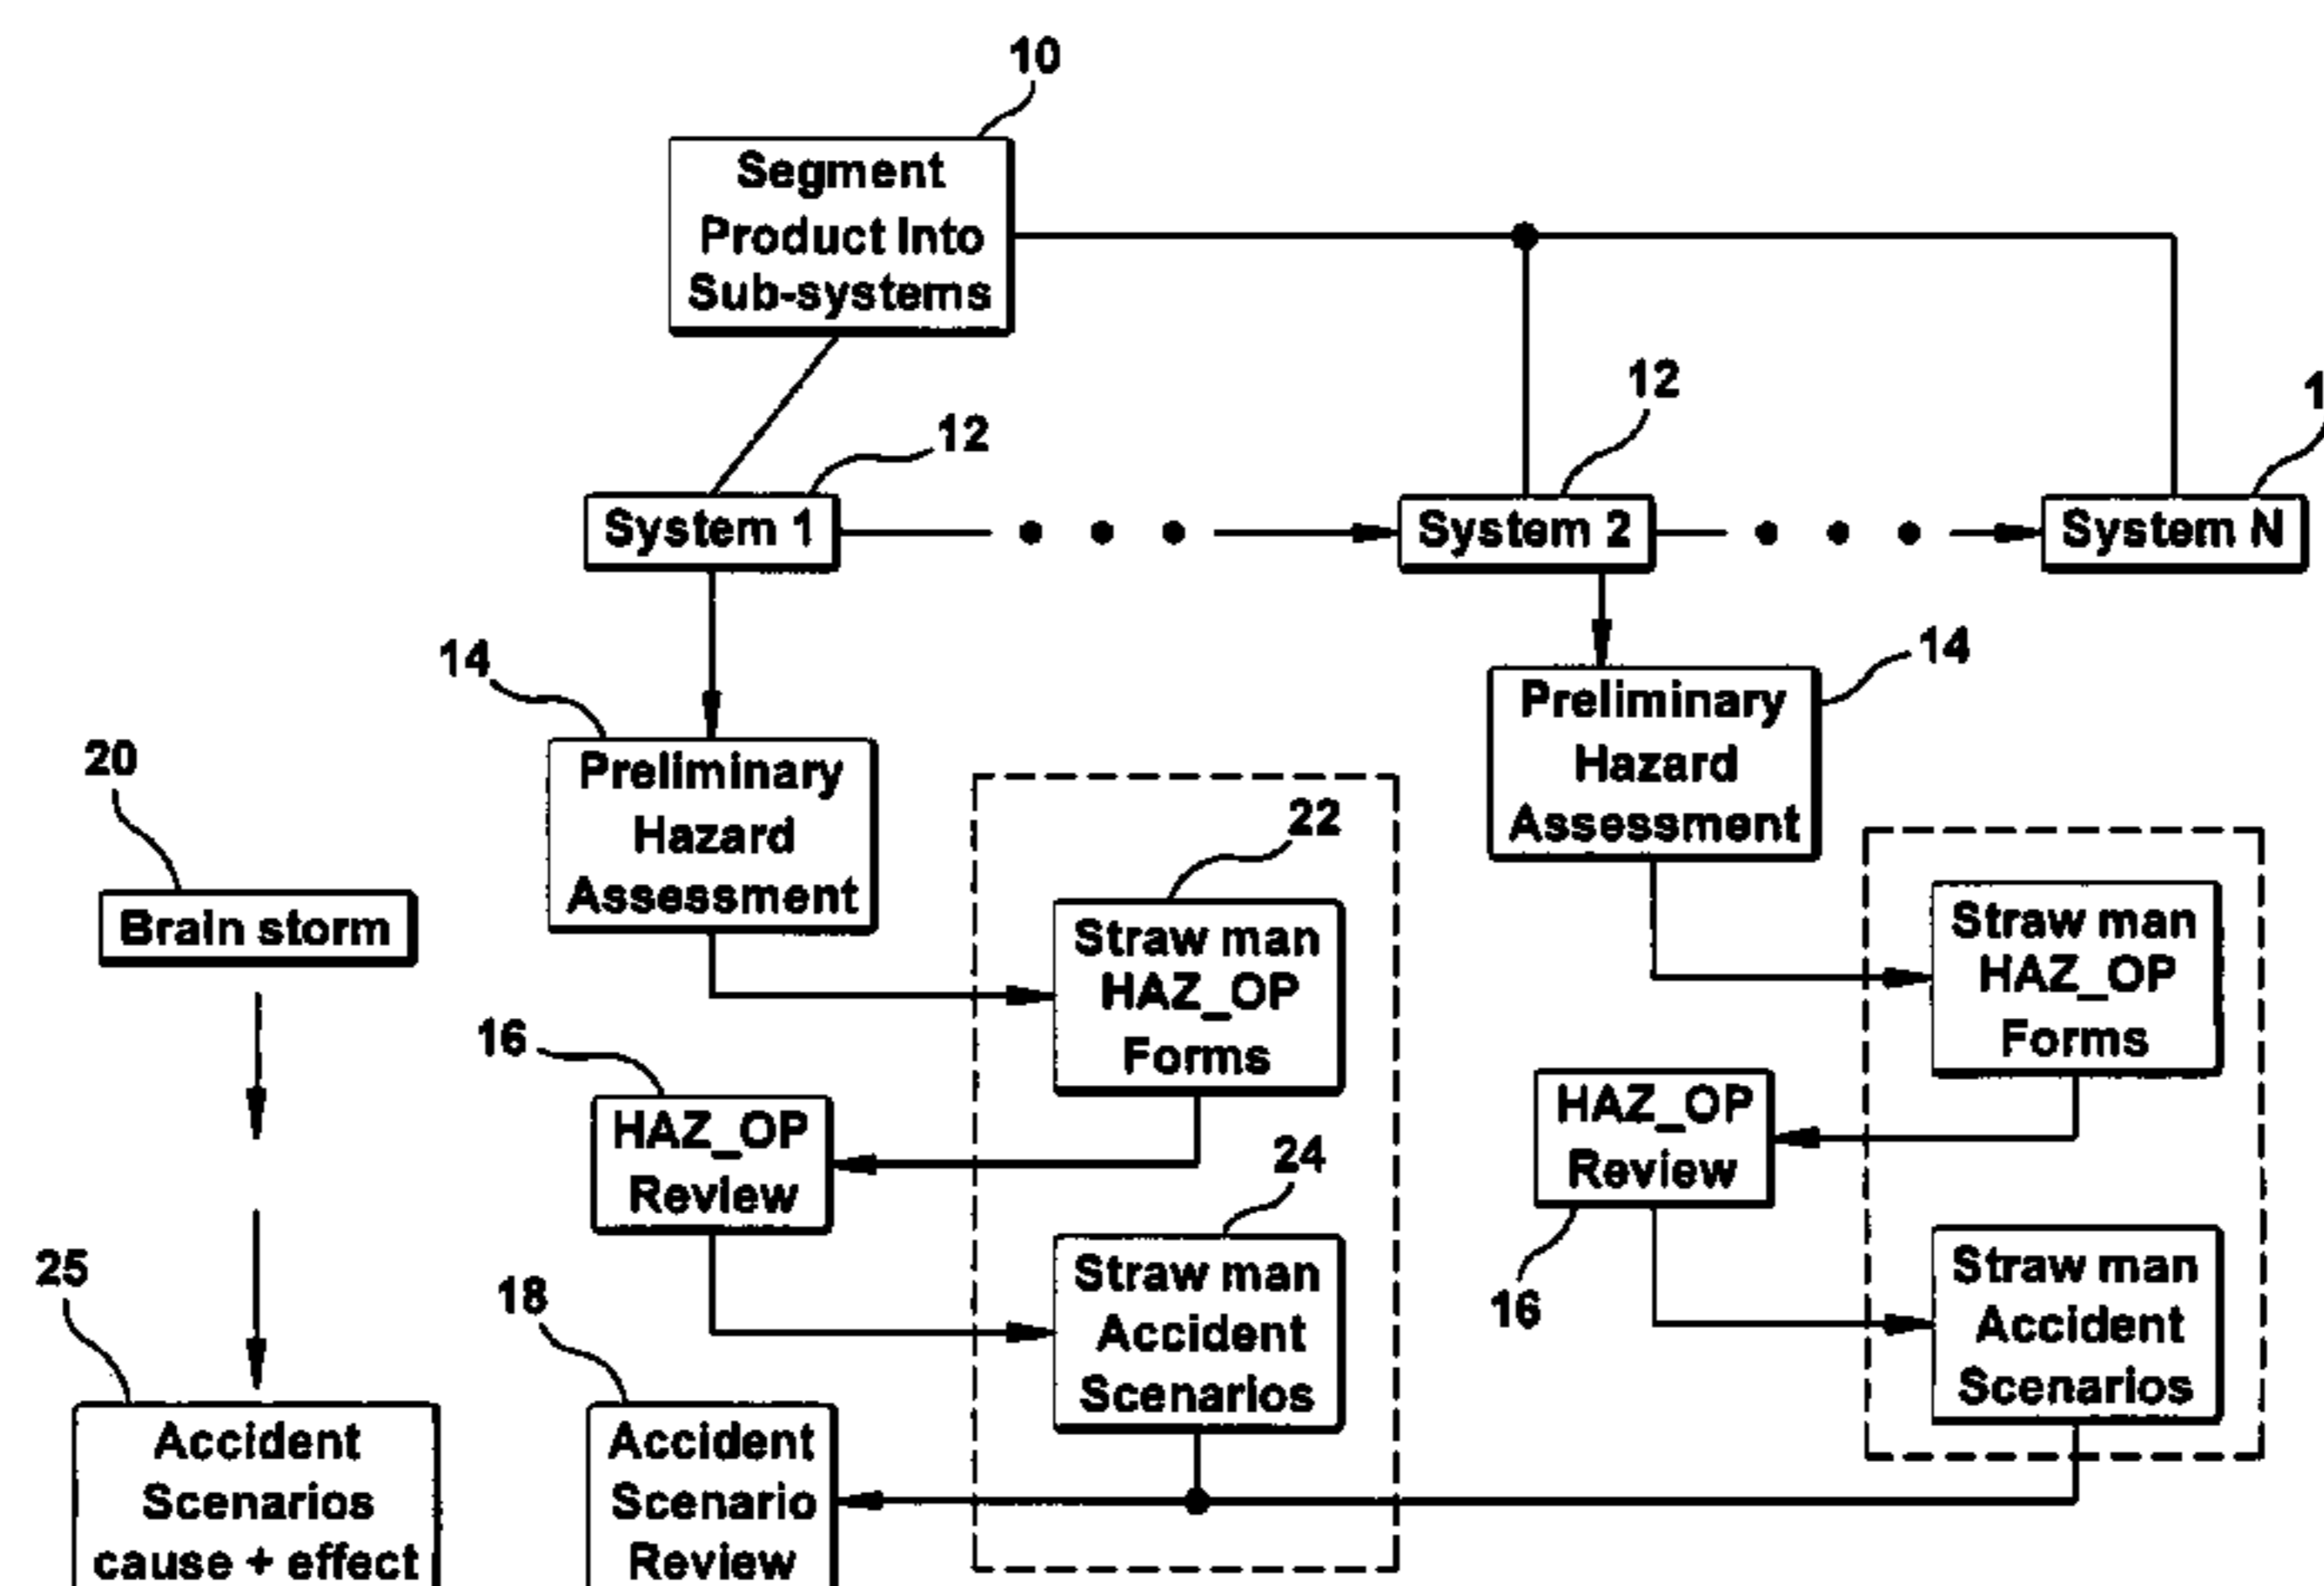 10
Segment
Product Into
Sub-systems
12
System 1
12
System 2
System N
14
Preliminary
Hazard
Assessment
14
Preliminary
Hazard
Assessment
20
Brain storm
22
Straw man
HAZ_OP
Forms
Straw man
HAZ_OP
Forms
16
HAZ_OP
Review
HAZ_OP
Review
16
24
Straw man
Accident
Scenarios
Straw man
Accident
Scenarios
25
Accident
Scenarios
cause + effect
18
Accident
Scenario
Review